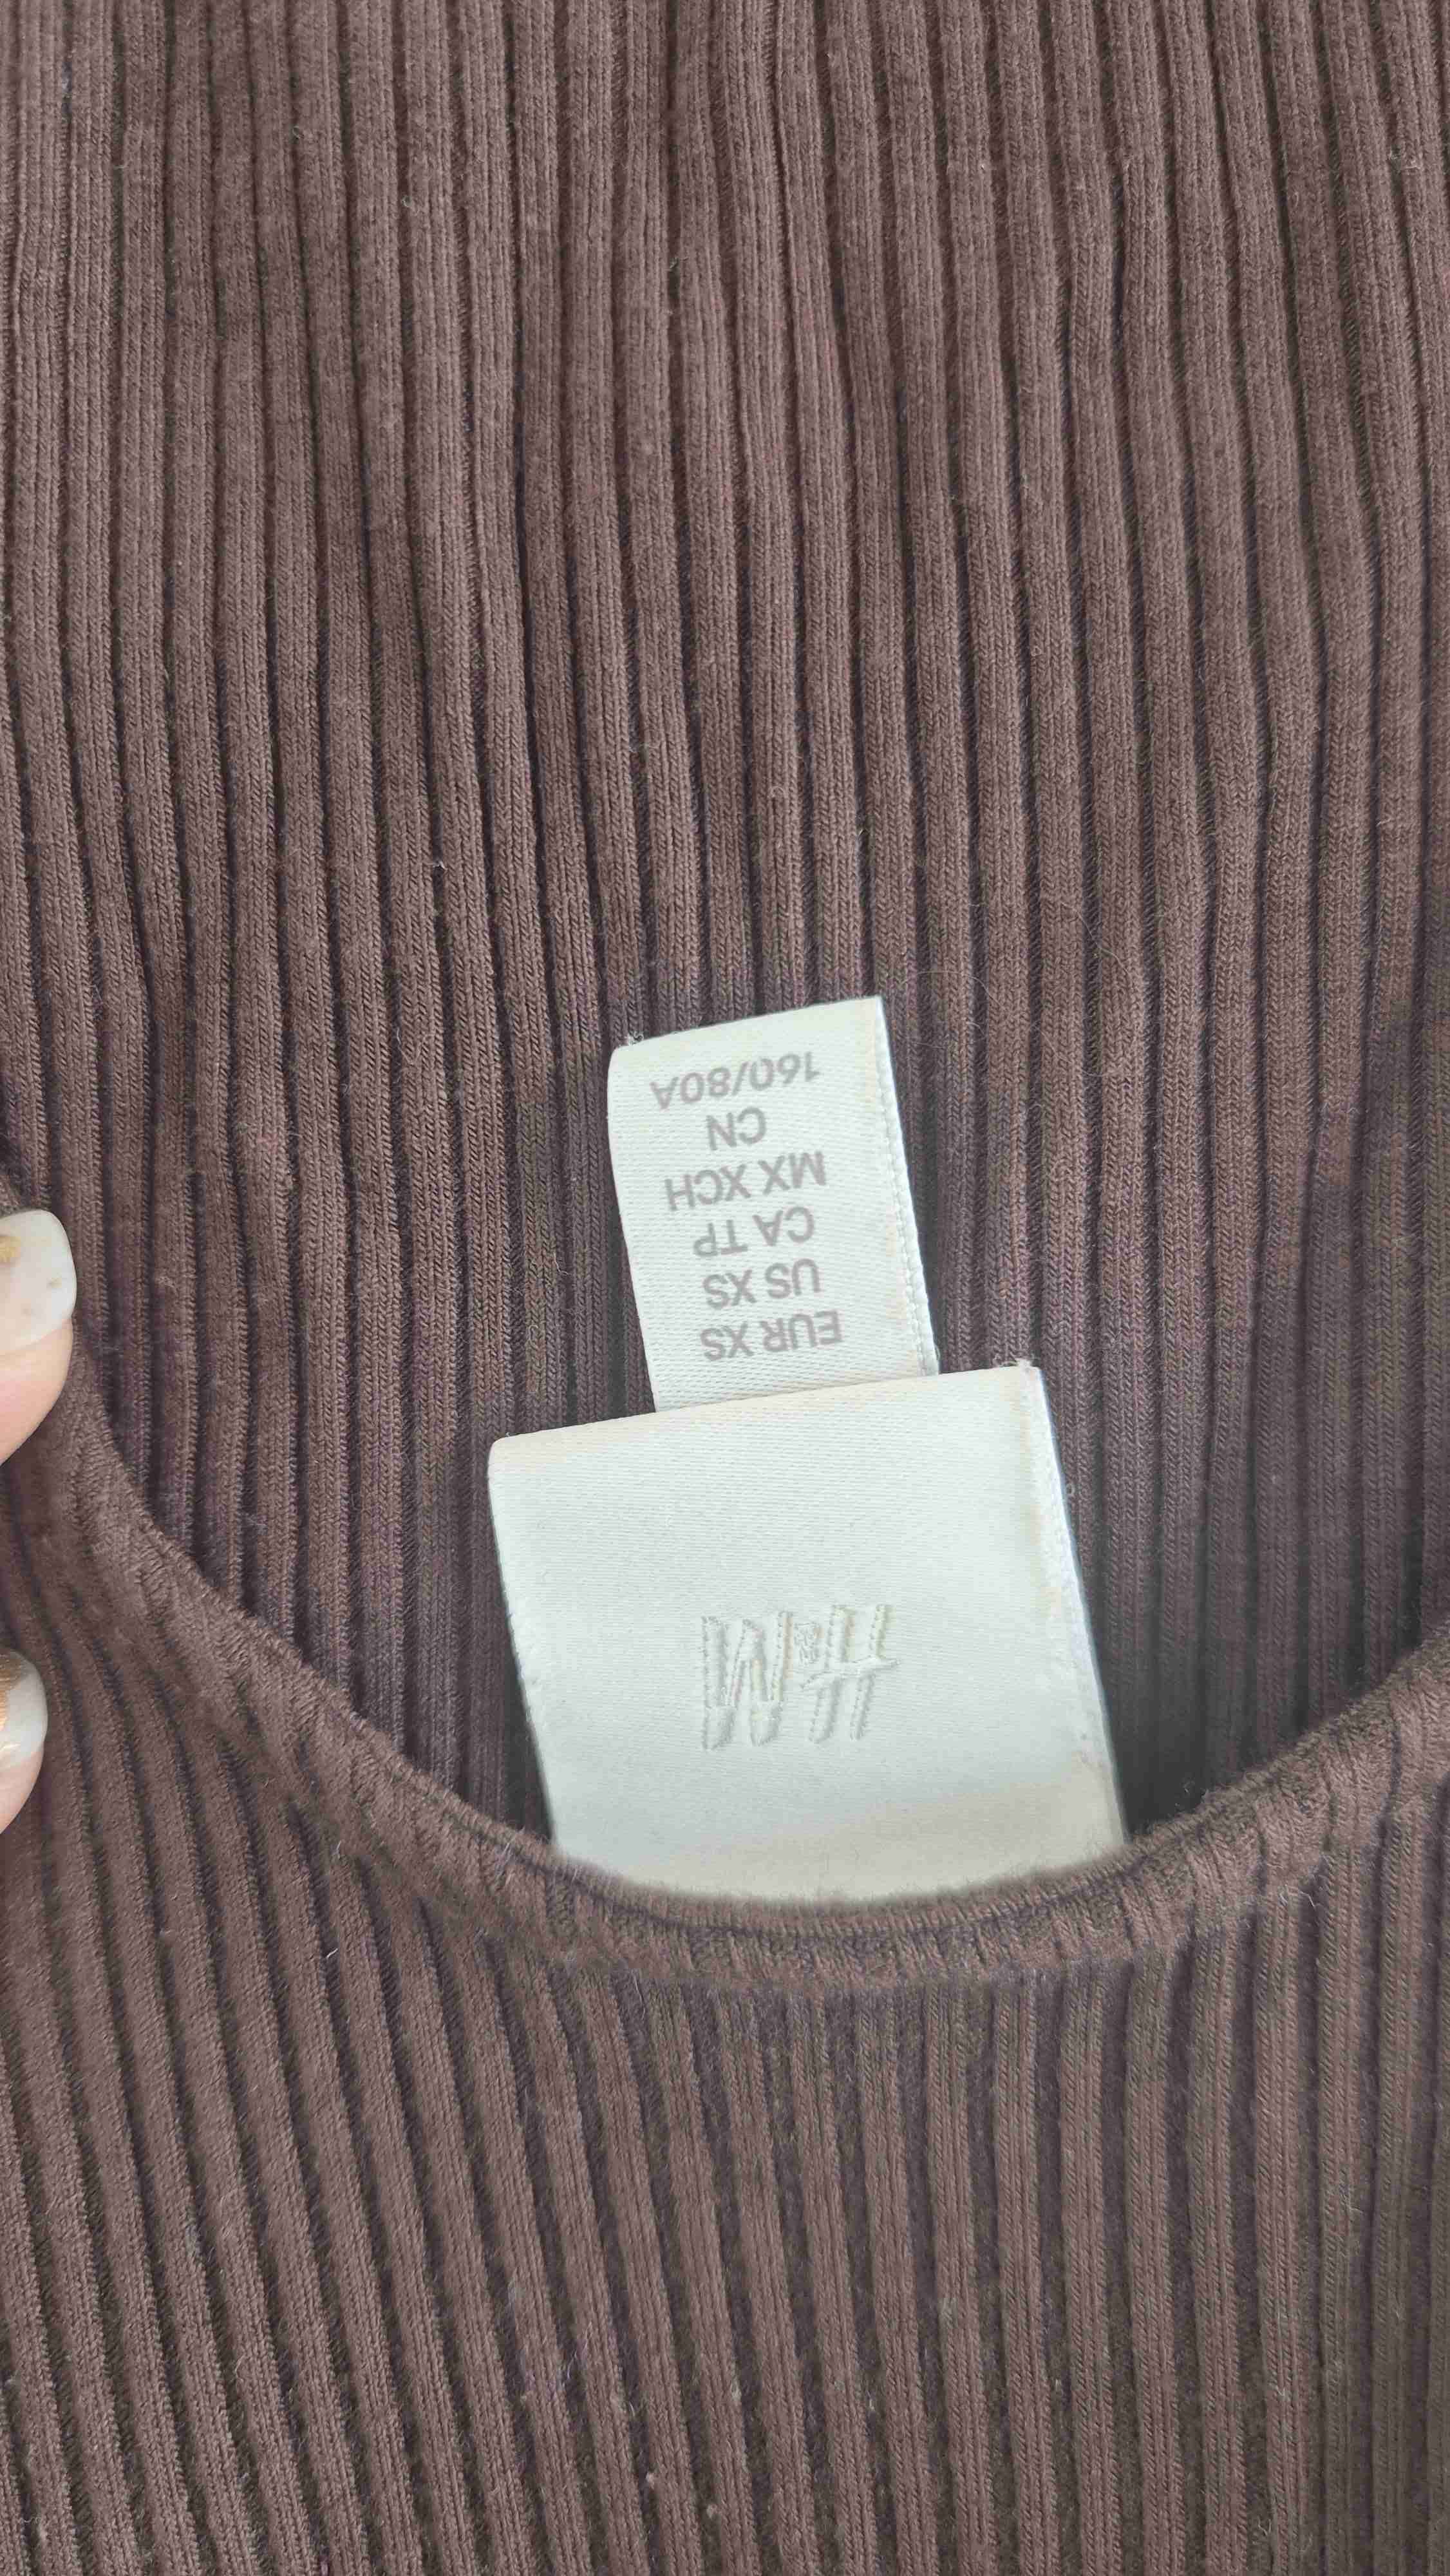 H&M
EUR XS
US XS
CA TP
MX XCH
CN
160/80A